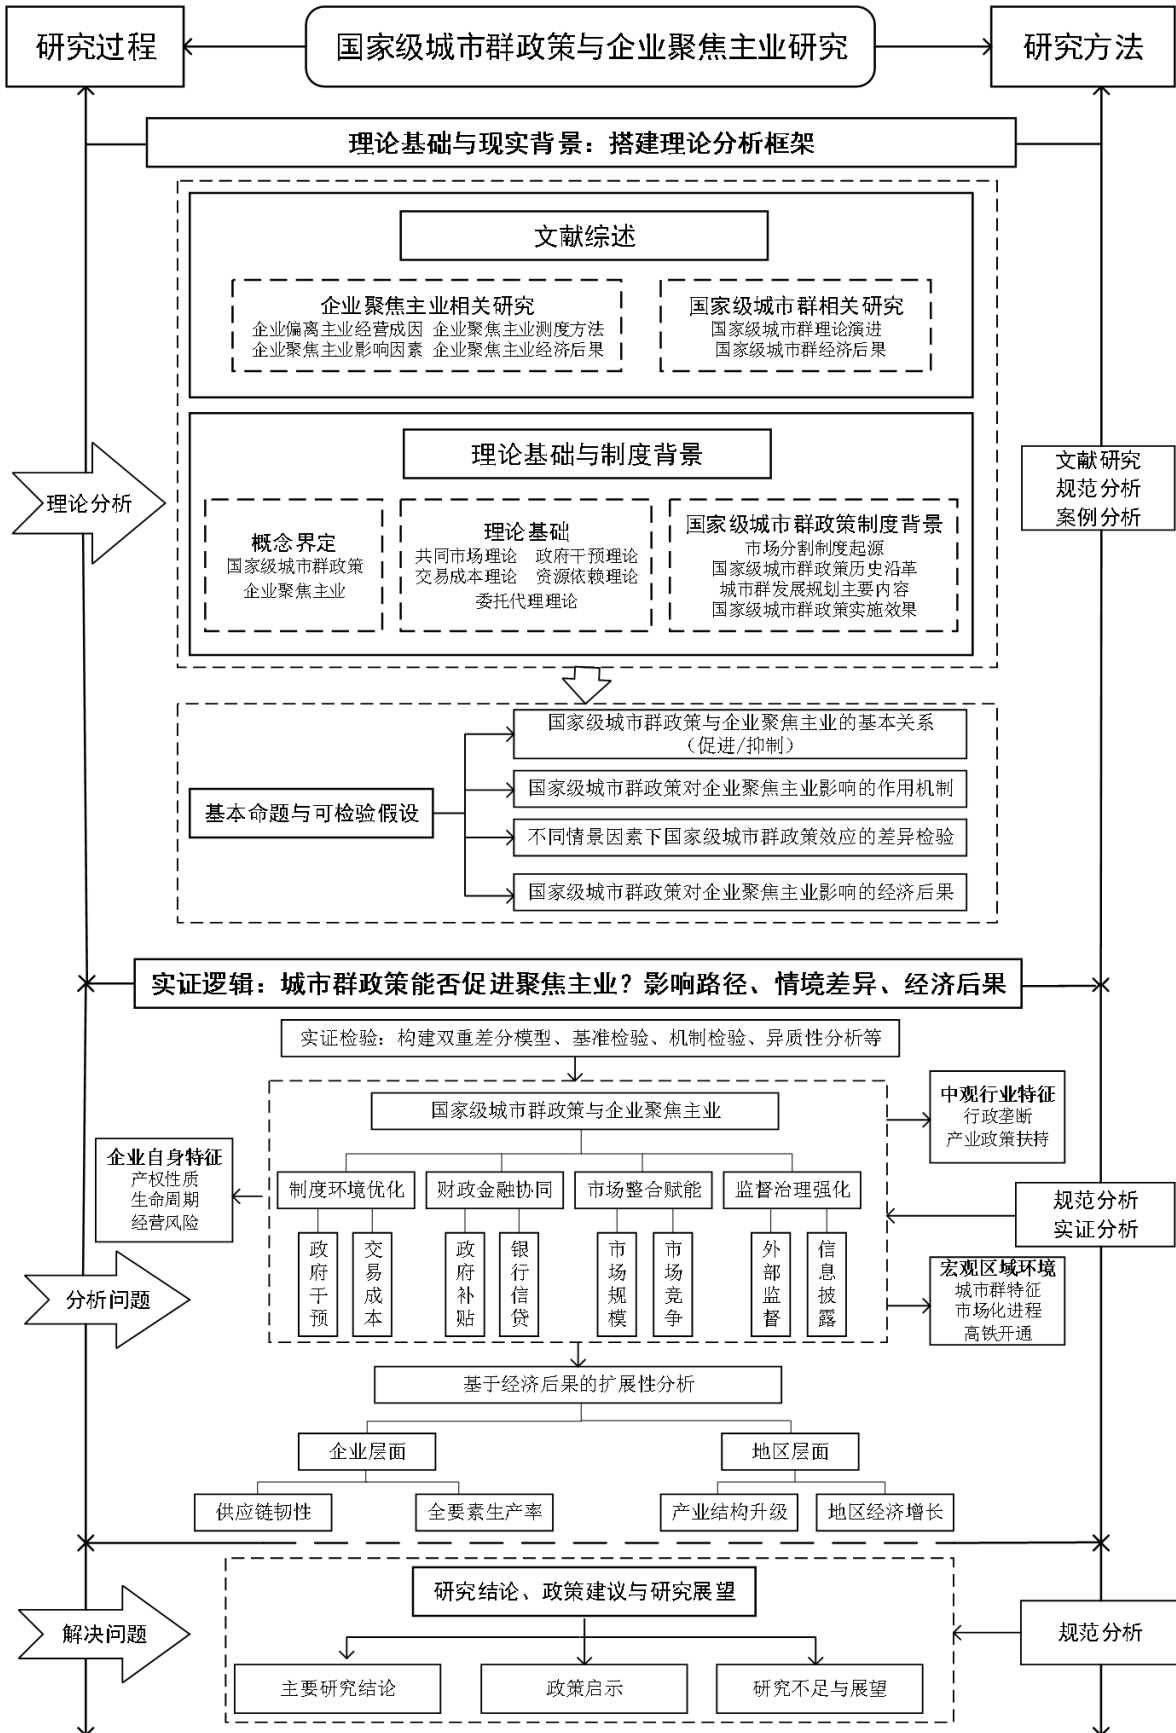 研究过程
国家级城市群政策与企业聚焦主业研究
研究方法
理论基础与现实背景：搭建理论分析框架
文献综述
企业聚焦主业相关研究
企业偏离主业经营成因 企业聚焦主业测度方法
企业聚焦主业影响因素 企业聚焦主业经济后果
国家级城市群相关研究
国家级城市群理论演进
国家级城市群经济后果
理论分析
理论基础与制度背景
概念界定
国家级城市群政策
企业聚焦主业
理论基础
共同市场理论 政府干预理论
交易成本理论 资源依赖理论
委托代理理论
国家级城市群政策制度背景
市场分割制度起源
国家级城市群政策历史沿革
城市群发展规划主要内容
国家级城市群政策实施效果
文献研究
规范分析
案例分析
基本命题与可检验假设
国家级城市群政策与企业聚焦主业的基本关系
（促进/抑制）
国家级城市群政策对企业聚焦主业影响的作用机制
不同情景因素下国家级城市群政策效应的差异检验
国家级城市群政策对企业聚焦主业影响的经济后果
实证逻辑：城市群政策能否促进聚焦主业？影响路径、情境差异、经济后果
实证检验：构建双重差分模型、基准检验、机制检验、异质性分析等
国家级城市群政策与企业聚焦主业
中观行业特征
行政垄断
产业政策扶持
企业自身特征
产权性质
生命周期
经营风险
制度环境优化
财政金融协同
市场整合赋能
监督治理强化
规范分析
实证分析
政府干预
交易成本
政府补贴
银行信贷
市场规模
市场竞争
外部监督
信息披露
宏观区域环境
城市群特征
市场化进程
高铁开通
分析问题
基于经济后果的扩展性分析
企业层面
地区层面
供应链韧性
全要素生产率
产业结构升级
地区经济增长
解决问题
研究结论、政策建议与研究展望
主要研究结论
政策启示
研究不足与展望
规范分析